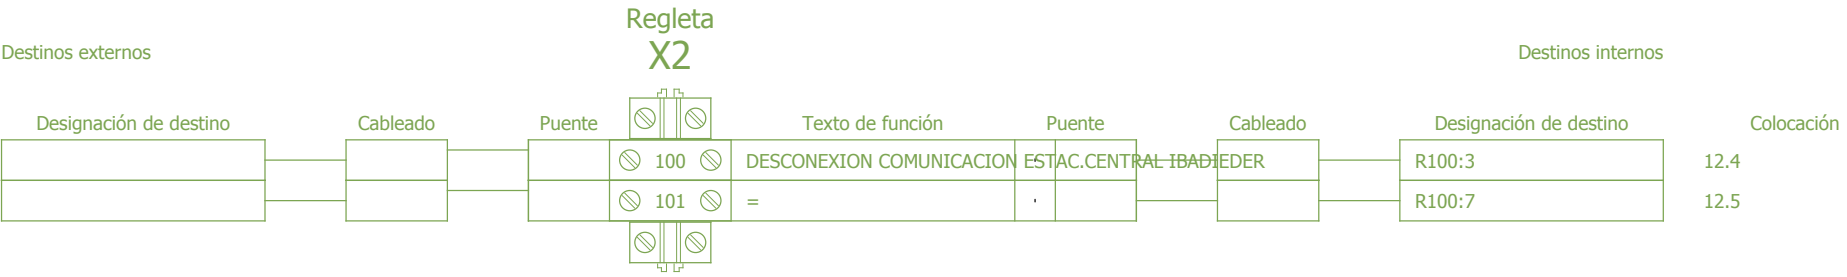 Regleta
Destinos externos X2 Destinos internos
Designación de destino Cableado Puente Texto de función Puente Cableado Designación de destino Colocación
100 DESCONEXION COMUNICACION ESTAC.CENTRAL IBADIEDER R100:3 12.4
101 = R100:7 12.5